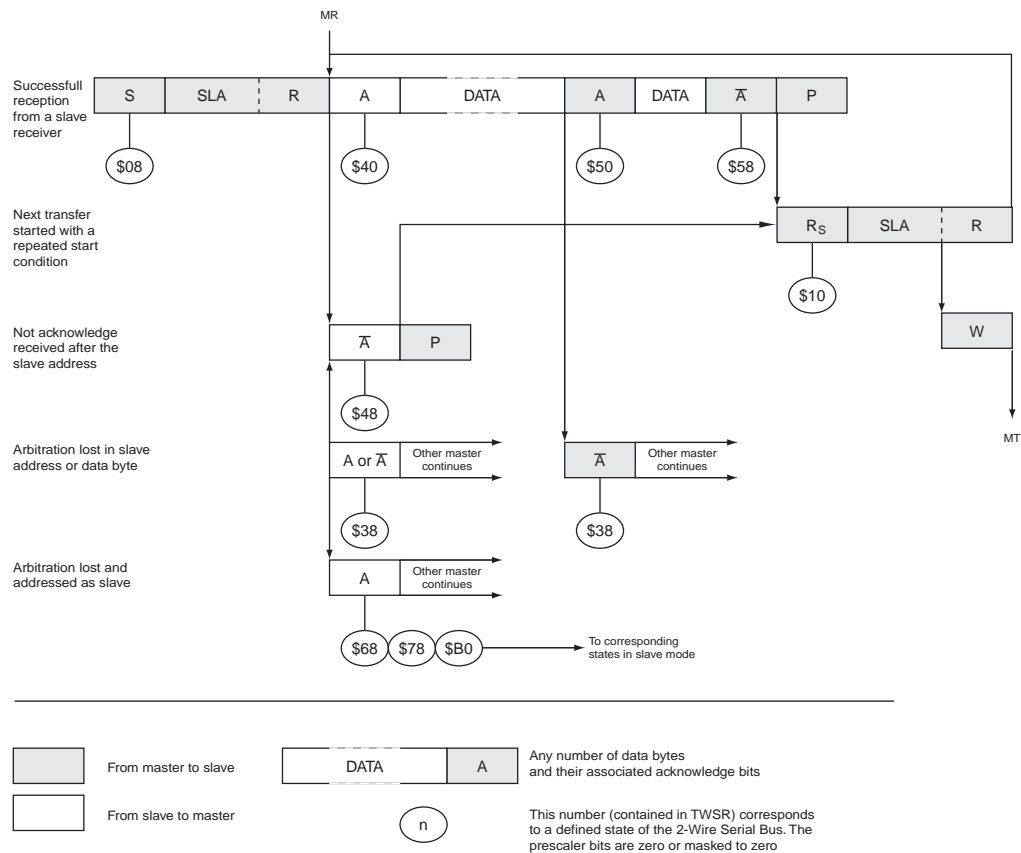 MR
Successfull
reception
from a slave
receiver
S SLA R A DATA A DATA A̅ P
$08 $40 $50 $58
Next transfer
started with a
repeated start
condition
RS SLA R
$10
Not acknowledge
received after the
slave address
A̅ P
W
$48
MT
Arbitration lost in slave
address or data byte
A or A̅ Other master
continues
A̅ Other master
continues
$38 $38
Arbitration lost and
addressed as slave
A Other master
continues
$68 $78 $B0
To corresponding
states in slave mode
From master to slave
DATA A
Any number of data bytes
and their associated acknowledge bits
From slave to master
n
This number (contained in TWSR) corresponds
to a defined state of the 2-Wire Serial Bus. The
prescaler bits are zero or masked to zero